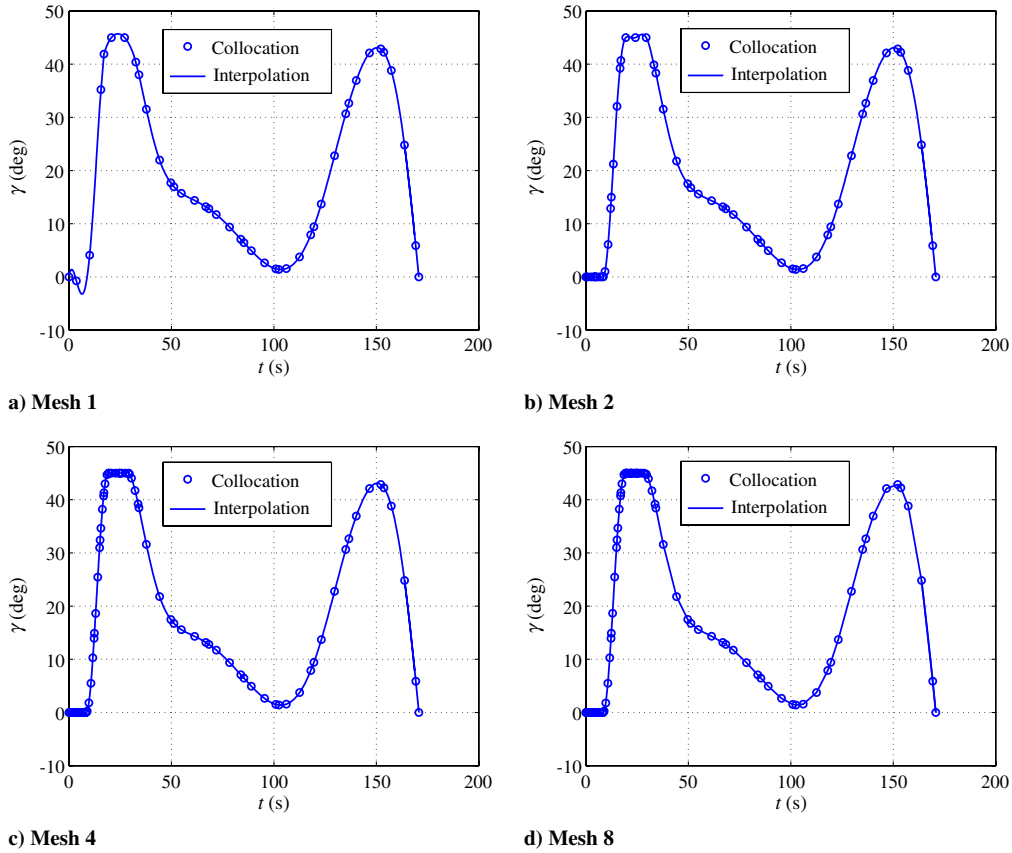 50
40
30
20
10
0
-10
γ (deg)
Collocation
Interpolation
0
50
100
150
200
t (s)
a) Mesh 1
50
40
30
20
10
0
-10
γ (deg)
Collocation
Interpolation
0
50
100
150
200
t (s)
b) Mesh 2
50
40
30
20
10
0
-10
γ (deg)
Collocation
Interpolation
0
50
100
150
200
t (s)
c) Mesh 4
50
40
30
20
10
0
-10
γ (deg)
Collocation
Interpolation
0
50
100
150
200
t (s)
d) Mesh 8